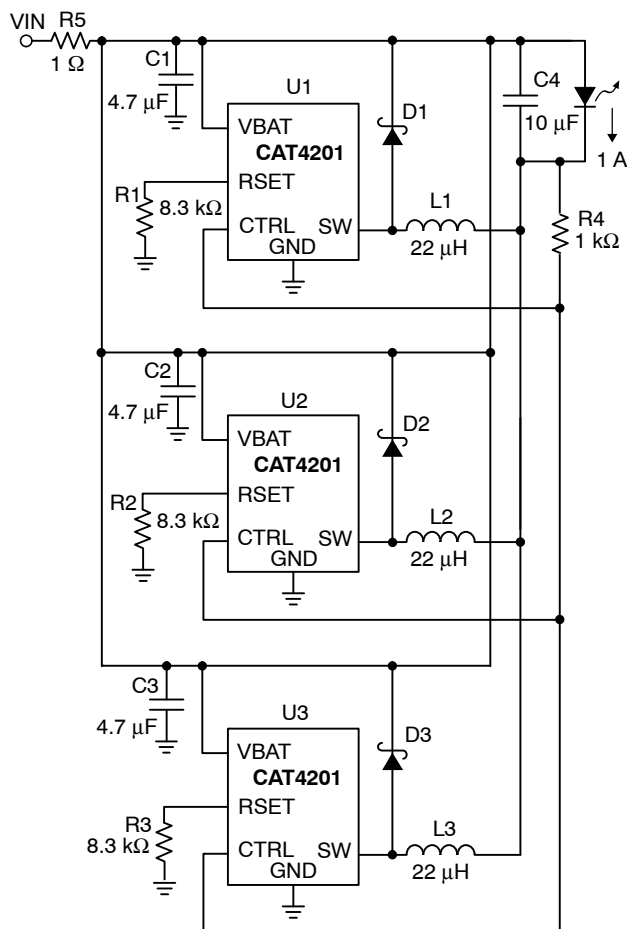 VIN
R5
1 Ω
C1
4.7 µF
U1
VBAT
CAT4201
RSET
CTRL
SW
GND
R1
8.3 kΩ
D1
L1
22 µH
C4
10 µF
1 A
R4
1 kΩ
C2
4.7 µF
U2
VBAT
CAT4201
RSET
CTRL
SW
GND
R2
8.3 kΩ
D2
L2
22 µH
C3
4.7 µF
U3
VBAT
CAT4201
RSET
CTRL
SW
GND
R3
8.3 kΩ
D3
L3
22 µH